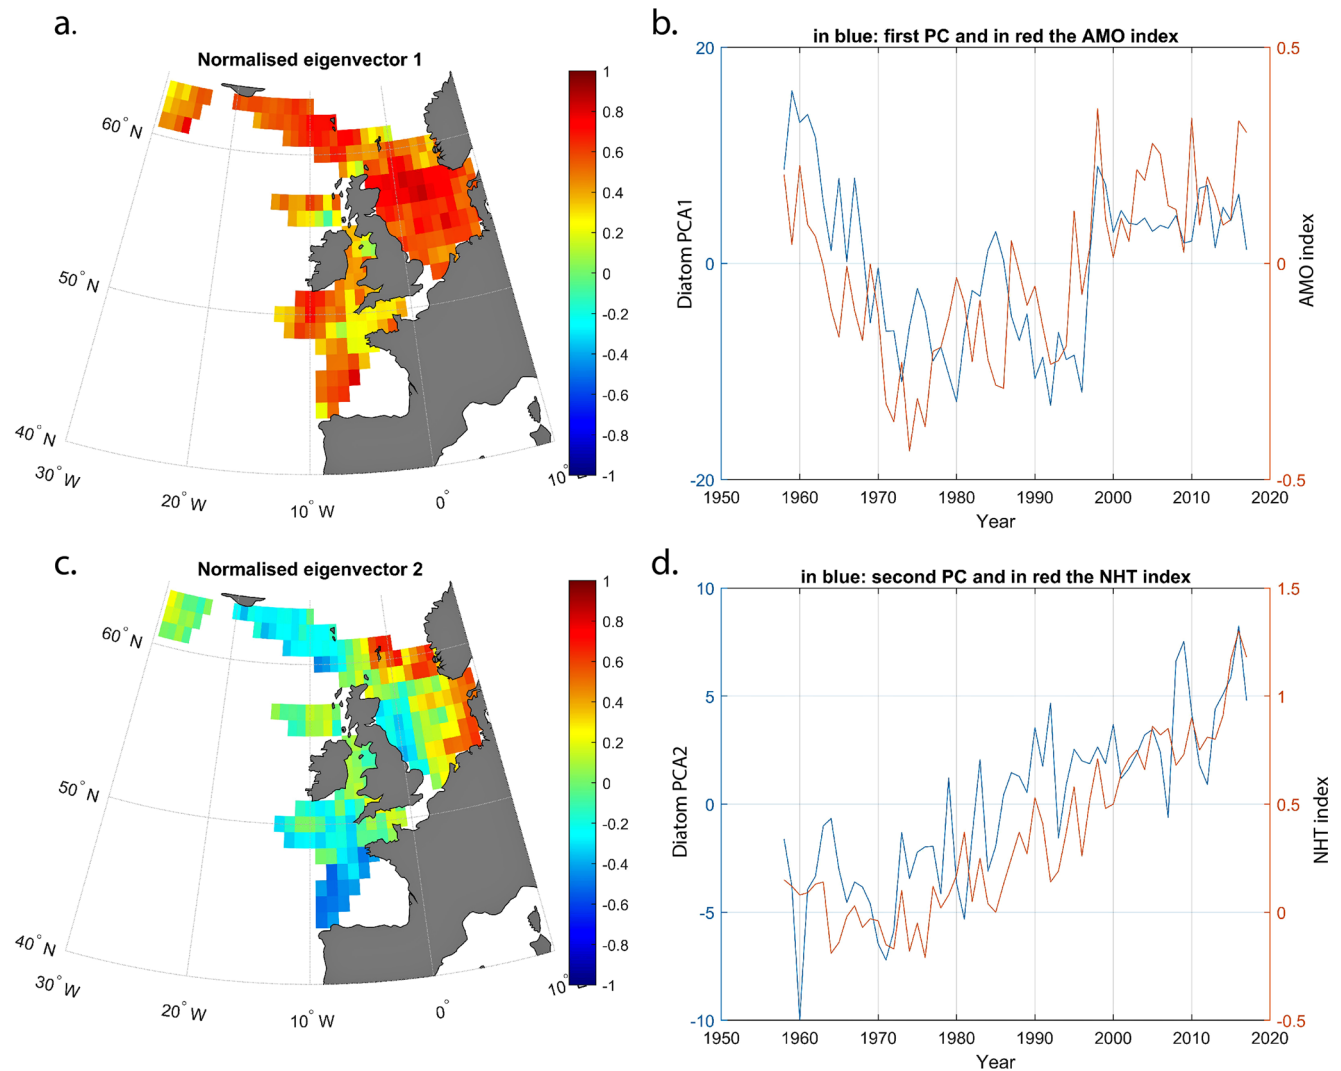 a.
Normalised eigenvector 1
60° N
50° N
40° N
30° W
20° W
10° W
0°
10°
1
0.8
0.6
0.4
0.2
0
-0.2
-0.4
-0.6
-0.8
-1
b.
in blue: first PC and in red the AMO index
20
10
0
-10
-20
Diatom PCA1
0.5
0
-0.5
AMO index
1950 1960 1970 1980 1990 2000 2010 2020
Year
c.
Normalised eigenvector 2
60° N
50° N
40° N
30° W
20° W
10° W
0°
10°
1
0.8
0.6
0.4
0.2
0
-0.2
-0.4
-0.6
-0.8
-1
d.
in blue: second PC and in red the NHT index
10
5
0
-5
-10
Diatom PCA2
1.5
1
0.5
0
-0.5
NHT index
1950 1960 1970 1980 1990 2000 2010 2020
Year